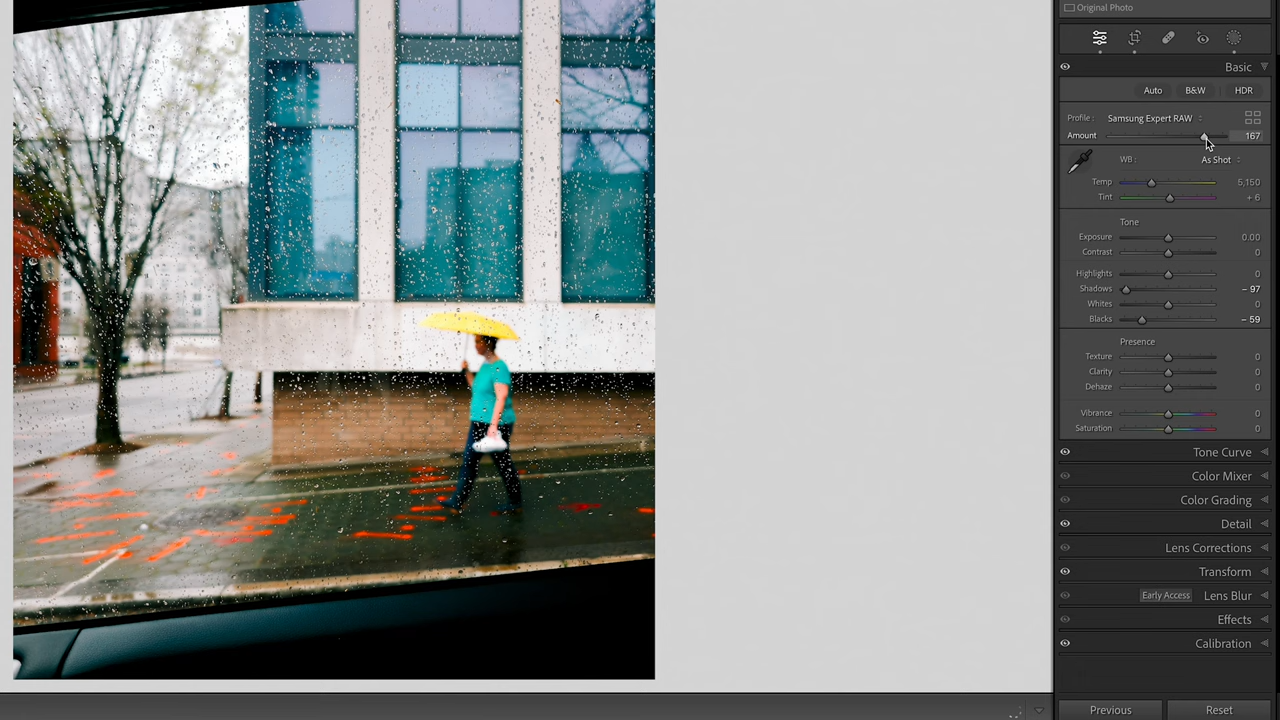 Original Photo
Basic
Auto B&W HDR
Profile: Samsung Expert RAW
Amount 167
WB: As Shot
Temp 5,150
Tint + 6
Tone
Exposure 0.00
Contrast 0
Highlights 0
Shadows – 97
Whites 0
Blacks – 59
Presence
Texture 0
Clarity 0
Dehaze 0
Vibrance 0
Saturation 0
Tone Curve
Color Mixer
Color Grading
Detail
Lens Corrections
Transform
Early Access Lens Blur
Effects
Calibration
Previous Reset